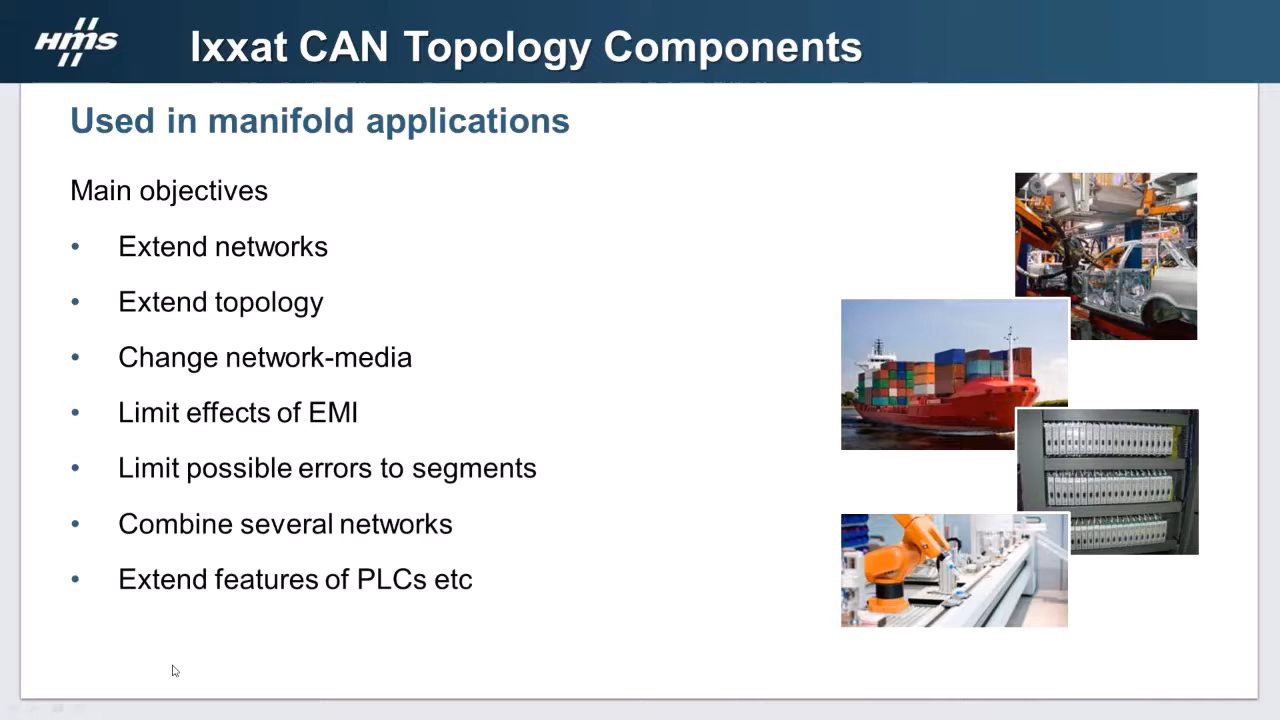 HMS
Ixxat CAN Topology Components
Used in manifold applications
Main objectives
• Extend networks
• Extend topology
• Change network-media
• Limit effects of EMI
• Limit possible errors to segments
• Combine several networks
• Extend features of PLCs etc